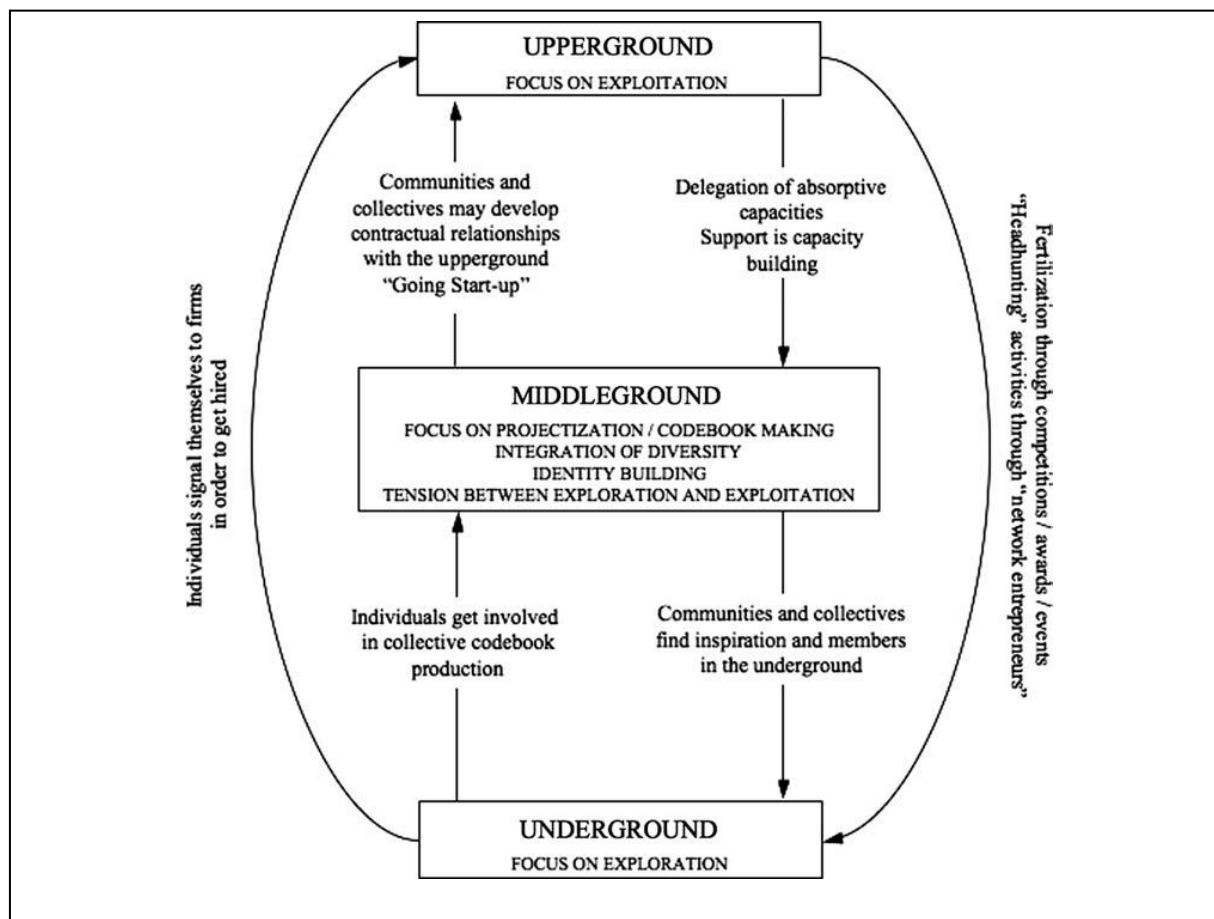 UPPERGROUND
FOCUS ON EXPLOITATION
Communities and
collectives may develop
contractual relationships
with the upperground
“Going Start-up”
Delegation of absorptive
capacities
Support is capacity
building
Individuals signal themselves to firms
in order to get hired
Fertilization through competitions / awards / events
“Headhunting” activities through “network entrepreneurs”
MIDDLEGROUND
FOCUS ON PROJECTIZATION / CODEBOOK MAKING
INTEGRATION OF DIVERSITY
IDENTITY BUILDING
TENSION BETWEEN EXPLORATION AND EXPLOITATION
Individuals get involved
in collective codebook
production
Communities and collectives
find inspiration and members
in the underground
UNDERGROUND
FOCUS ON EXPLORATION